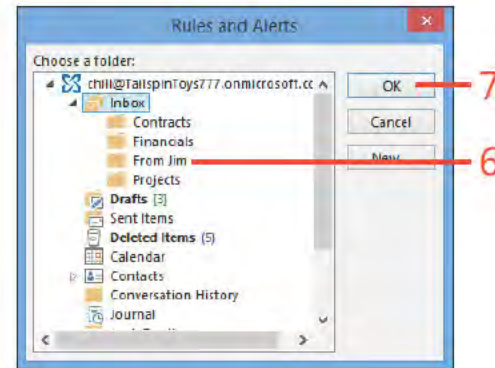 Rules and Alerts
Choose a folder:
chill@TailspinToys777.onmicrosoft.cc
OK
7
Inbox
Contracts
Cancel
Financials
From Jim
New...
6
Projects
Drafts [3]
Sent Items
Deleted Items (5)
Calendar
Contacts
Conversation History
Journal